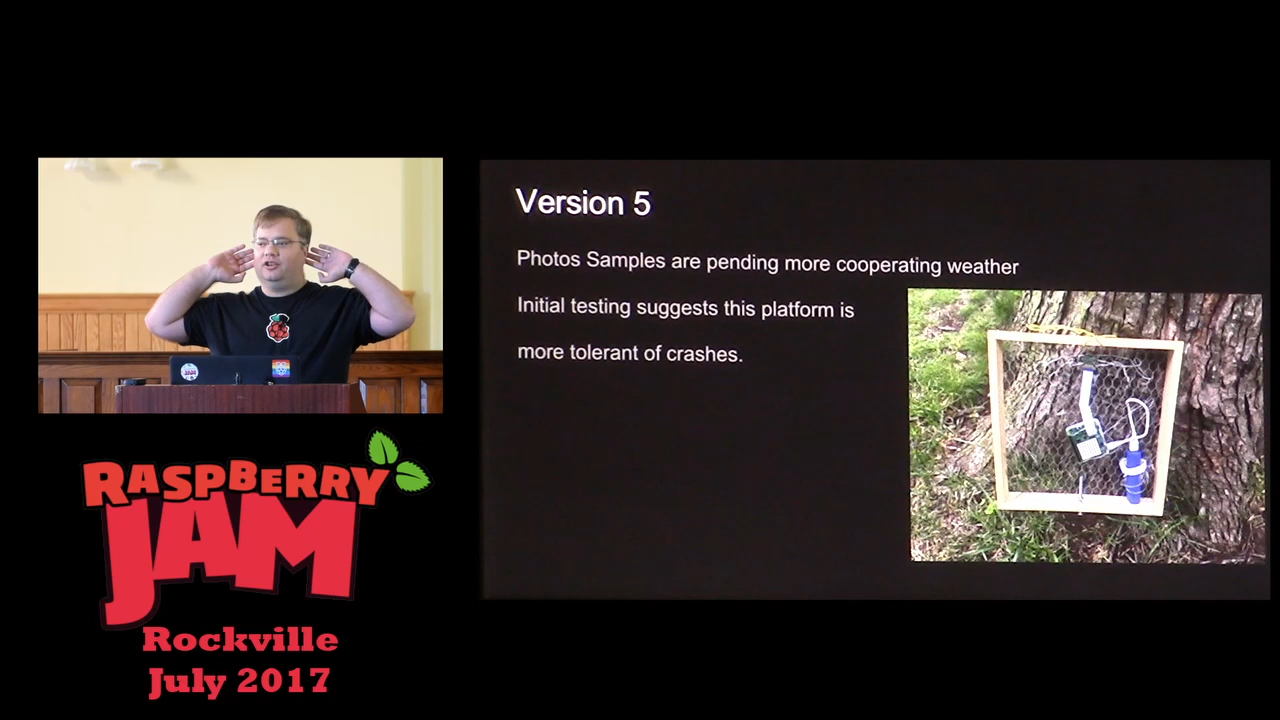 Version 5
Photos Samples are pending more cooperating weather
Initial testing suggests this platform is
more tolerant of crashes.
RASPBERRY
JAM
Rockville
July 2017